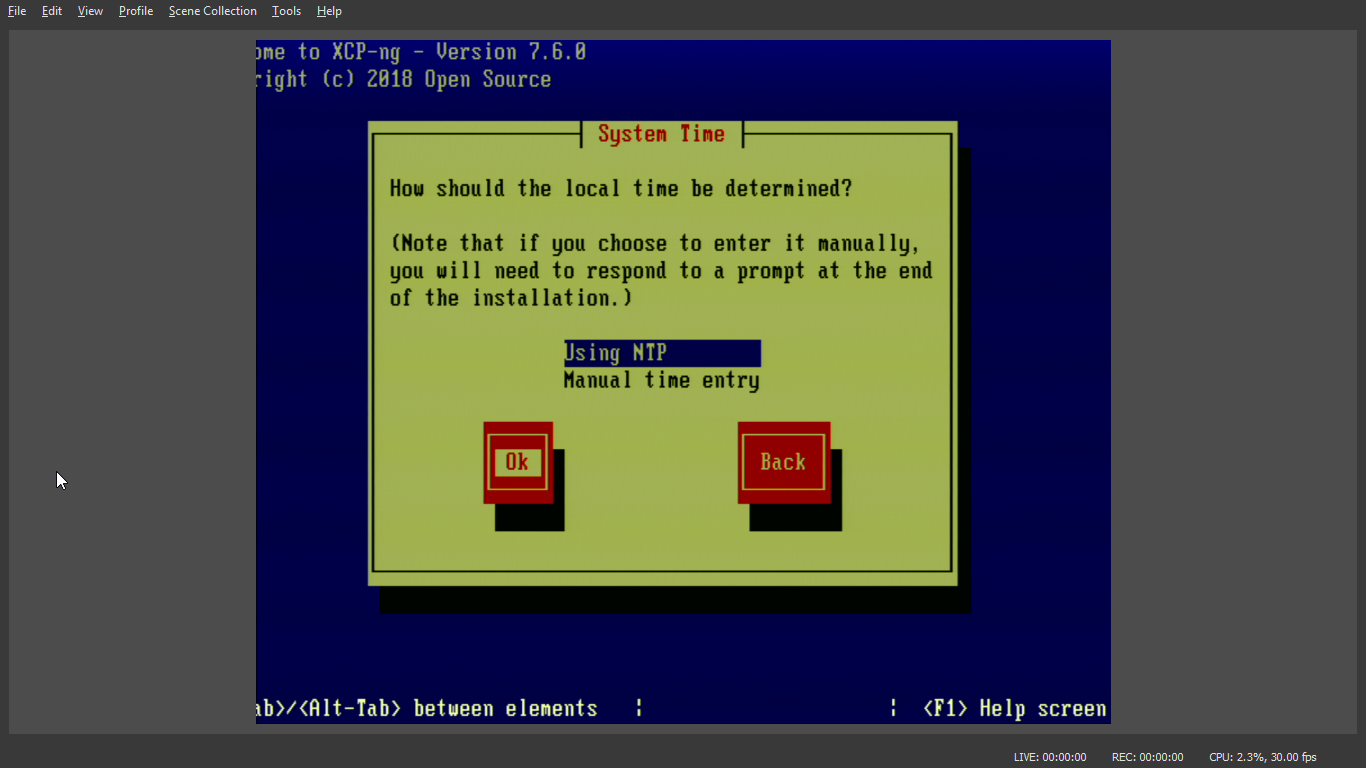 File Edit View Profile Scene Collection Tools Help
ome to XCP-ng - Version 7.6.0
right (c) 2018 Open Source
System Time
How should the local time be determined?
(Note that if you choose to enter it manually,
you will need to respond to a prompt at the end
of the installation.)
Using NTP
Manual time entry
Ok Back
ab>/<Alt-Tab> between elements ¦ ¦ <F1> Help screen
LIVE: 00:00:00 REC: 00:00:00 CPU: 2.3%, 30.00 fps